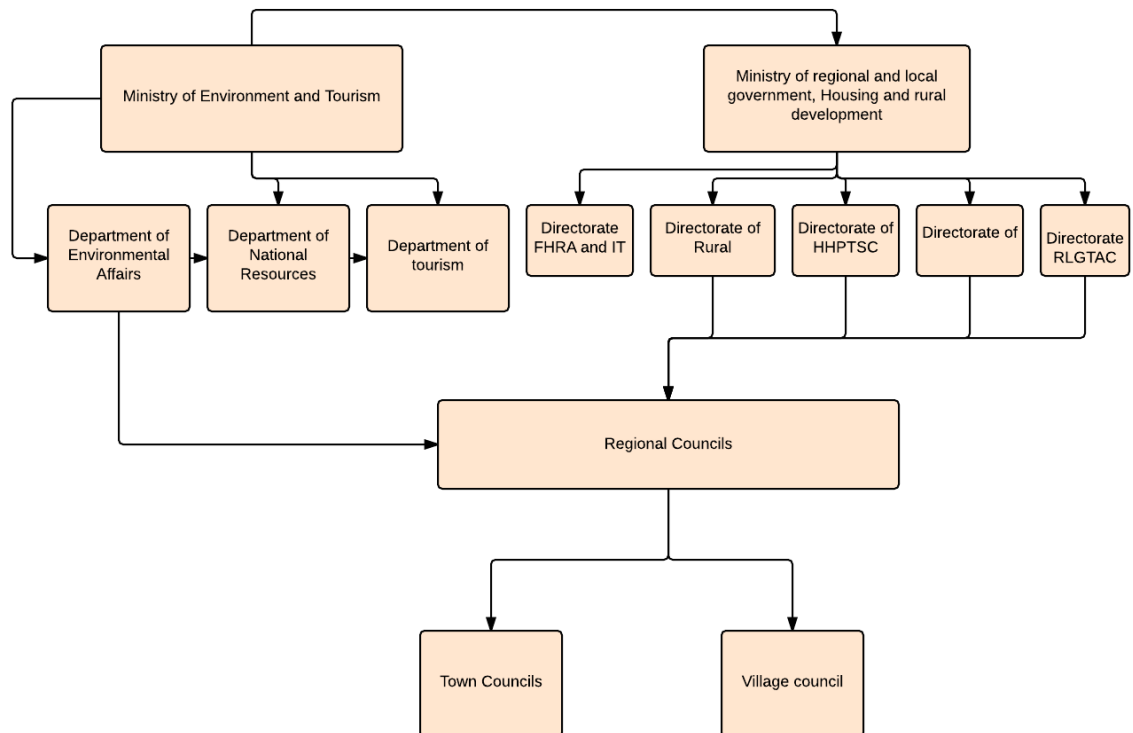 Ministry of Environment and Tourism
Ministry of regional and local
government, Housing and rural
development
Department of
Environmental
Affairs
Department of
National
Resources
Department of
tourism
Directorate
FHRA and IT
Directorate of
Rural
Directorate of
HHPTSC
Directorate of
Directorate
RLGTAC
Regional Councils
Town Councils
Village council